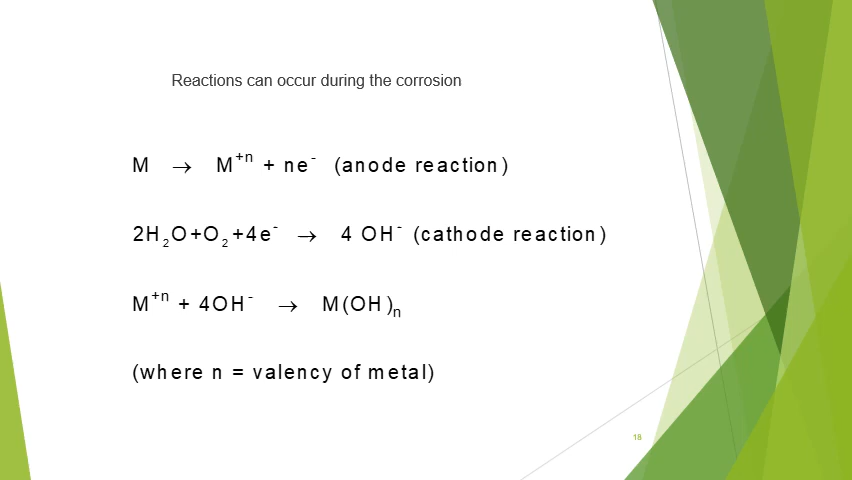 Reactions can occur during the corrosion
M → M⁺ⁿ + ne⁻ (anode reaction)
2H₂O+O₂+4e⁻ → 4 OH⁻ (cathode reaction)
M⁺ⁿ + 4OH⁻ → M(OH)ₙ
(where n = valency of metal)
18